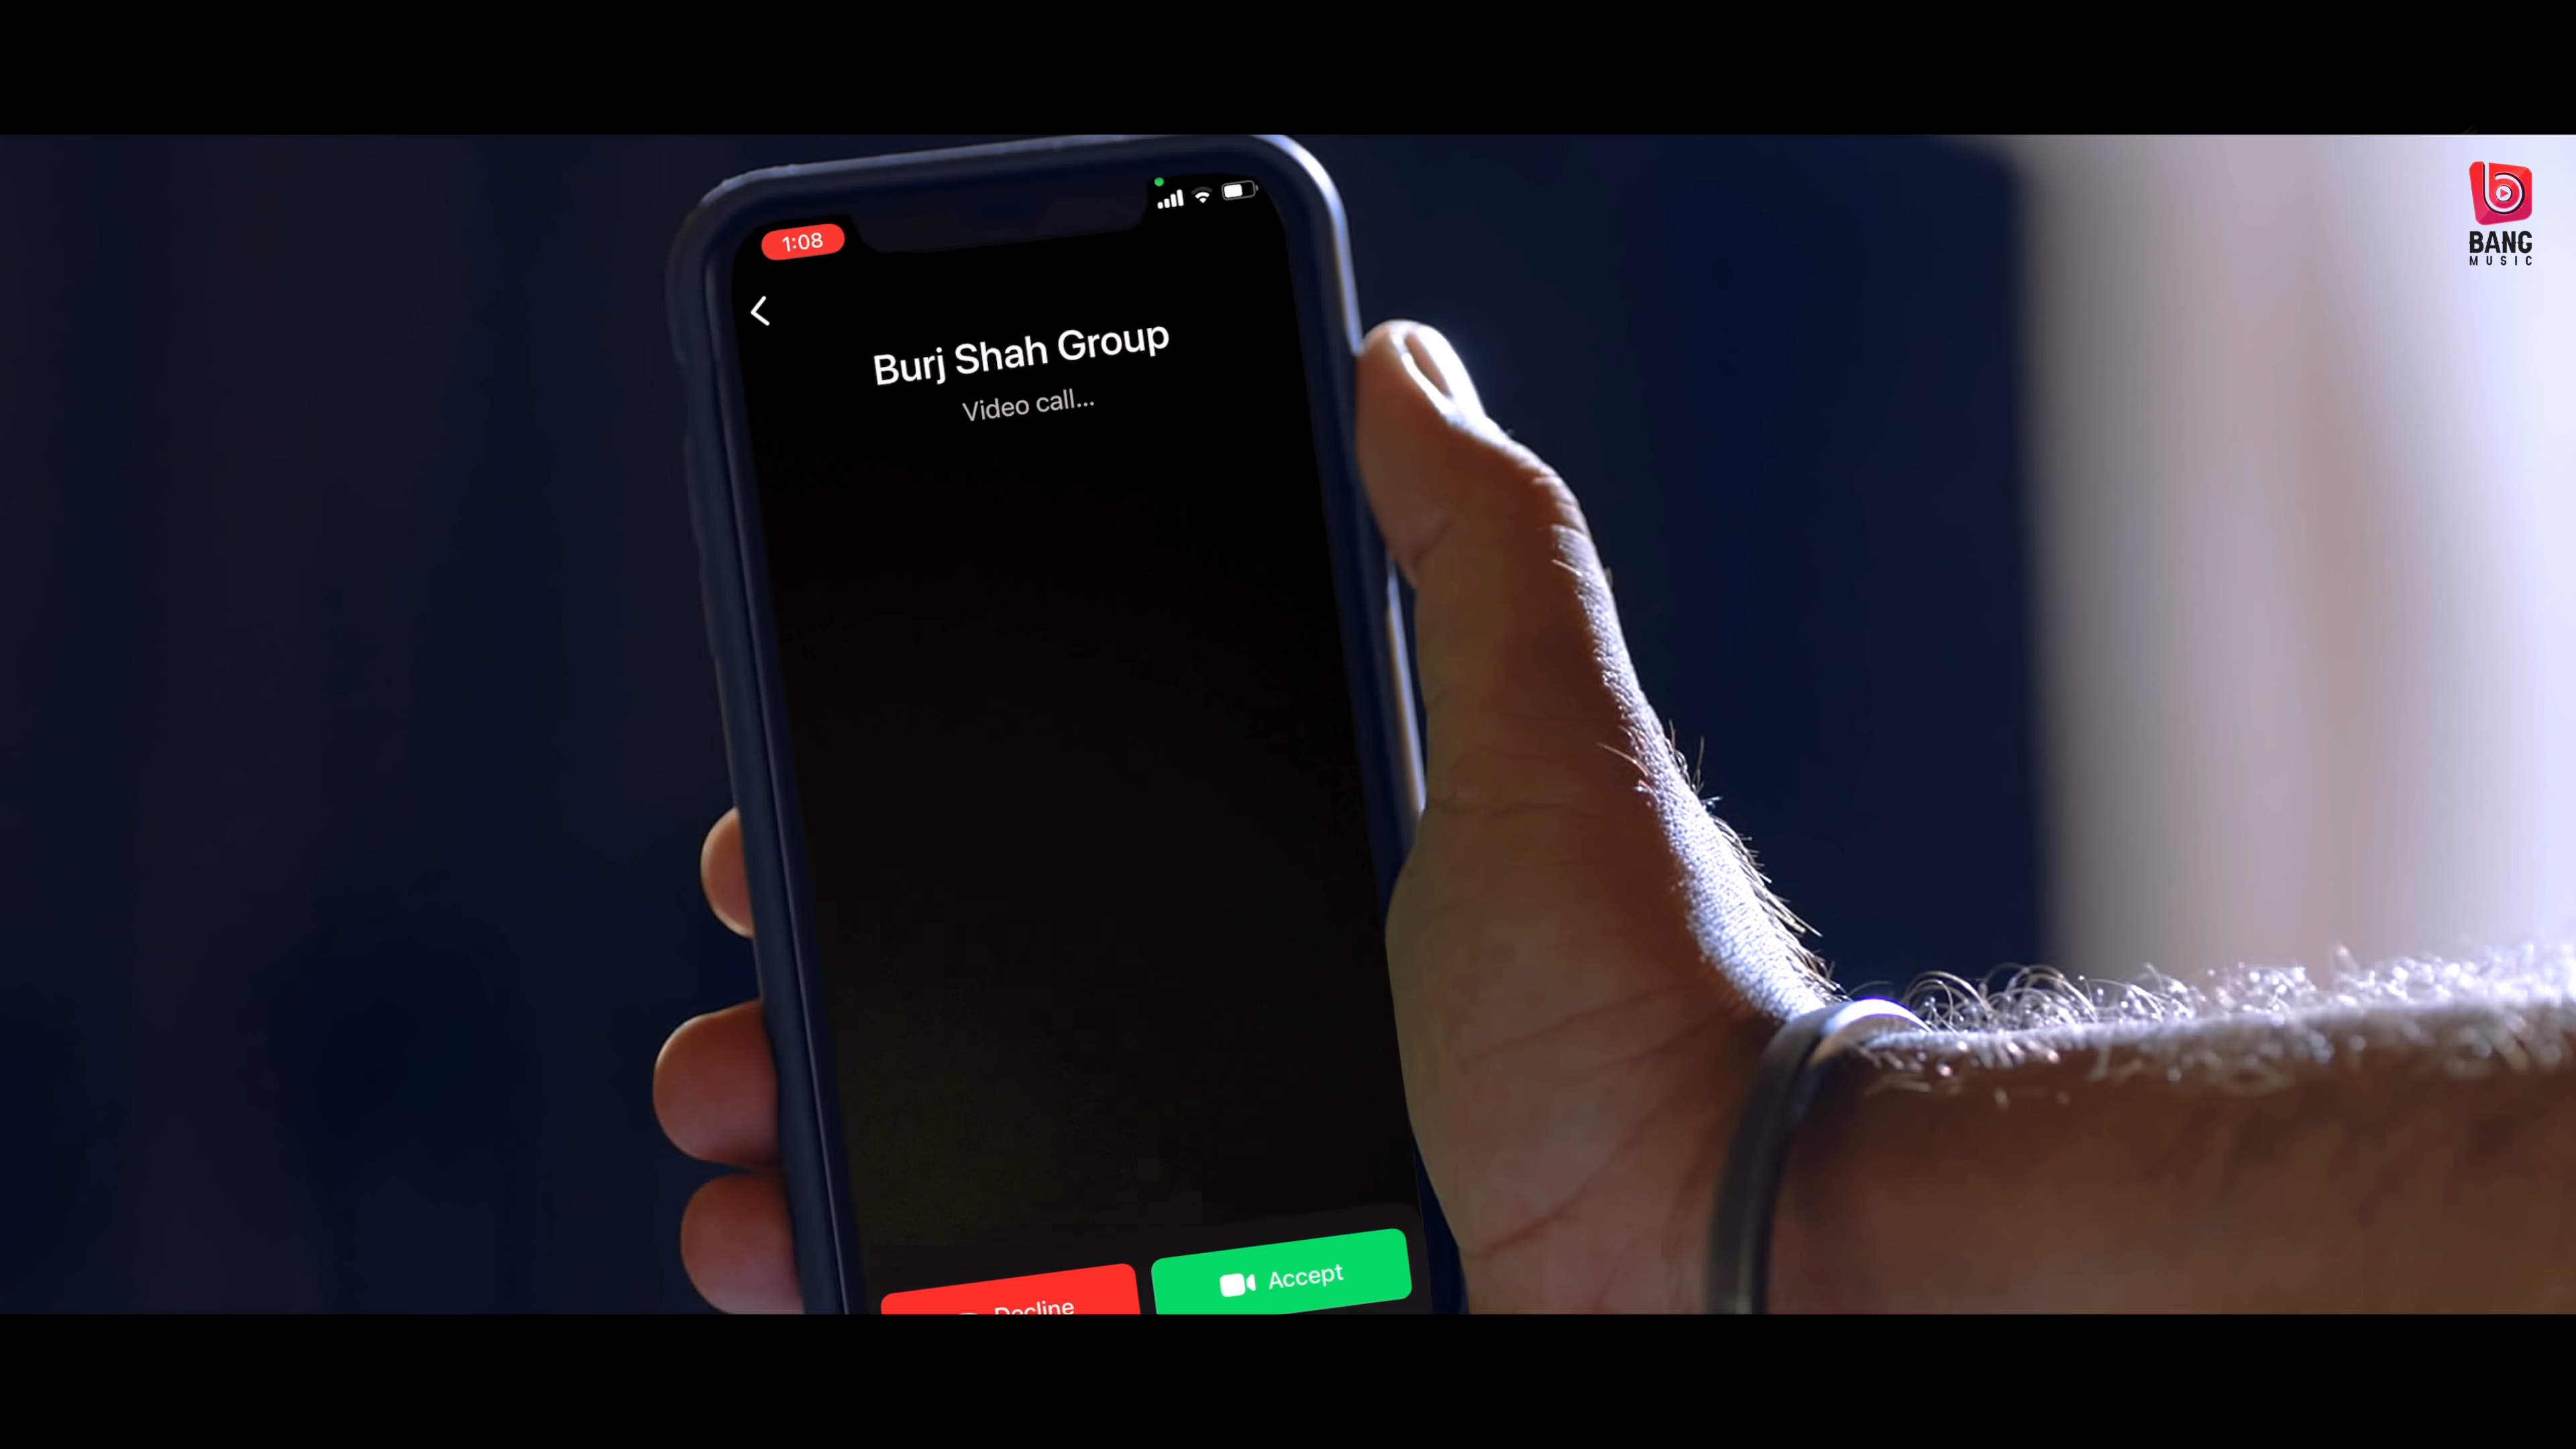 1:08
Burj Shah Group
Video call...
Decline
Accept
BANG
MUSIC